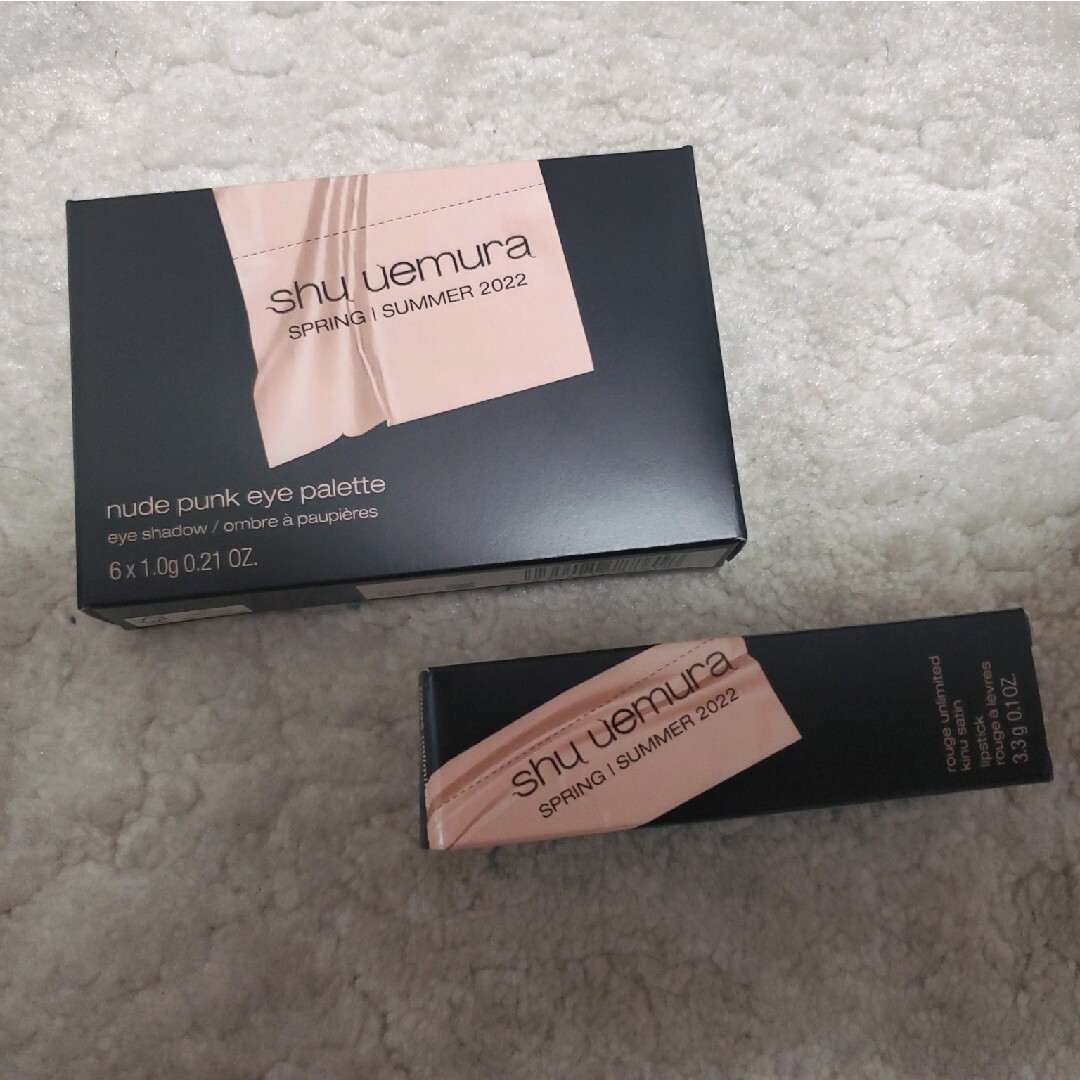 shu uemura
SPRING | SUMMER 2022
nude punk eye palette
eye shadow / ombre à paupières
6 x 1.0g 0.21 OZ.
shu uemura
SPRING | SUMMER 2022
rouge unlimited
kinu satin
lipstick
rouge à lèvres
3.3 g 0.1 OZ.